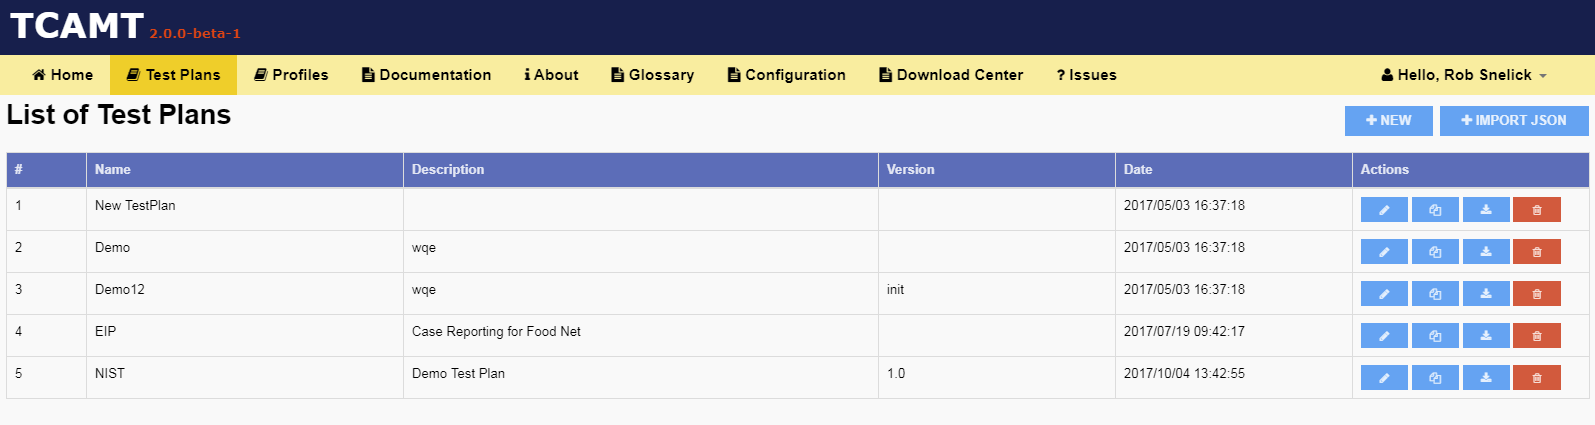 TCAMT 2.0.0-beta-1
Home Test Plans Profiles Documentation About Glossary Configuration Download Center ? Issues Hello, Rob Snelick
List of Test Plans
NEW IMPORT JSON
# Name Description Version Date Actions
1 New TestPlan 2017/05/03 16:37:18
2 Demo wqe 2017/05/03 16:37:18
3 Demo12 wqe init 2017/05/03 16:37:18
4 EIP Case Reporting for Food Net 2017/07/19 09:42:17
5 NIST Demo Test Plan 1.0 2017/10/04 13:42:55